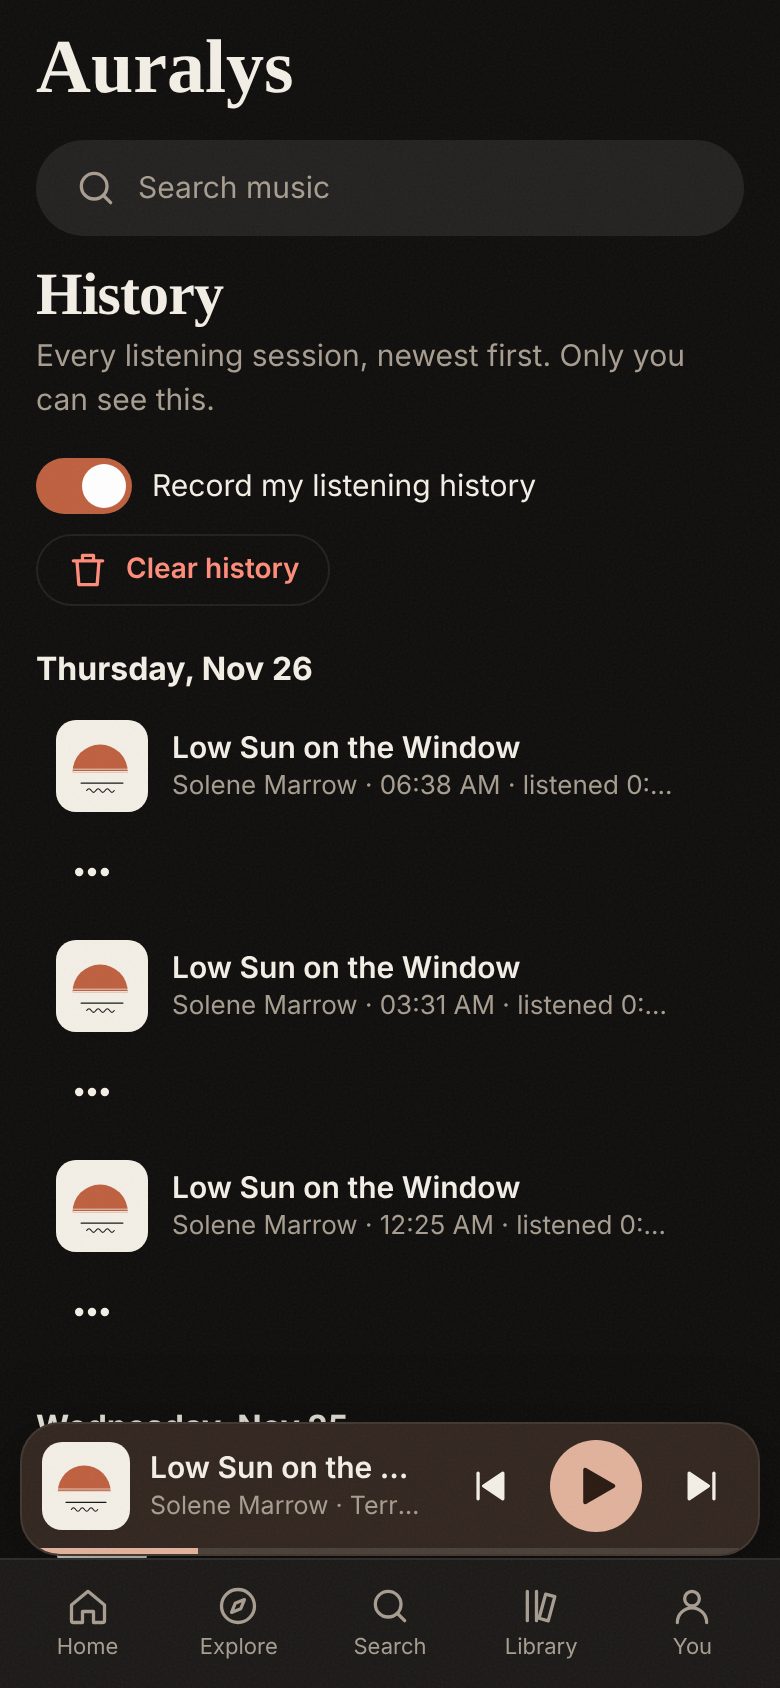 Auralys
Search music
History
Every listening session, newest first. Only you
can see this.
Record my listening history
Clear history
Thursday, Nov 26
Low Sun on the Window
Solene Marrow · 06:38 AM · listened 0:...
Low Sun on the Window
Solene Marrow · 03:31 AM · listened 0:...
Low Sun on the Window
Solene Marrow · 12:25 AM · listened 0:...
Wednesday, Nov 25
Low Sun on the ...
Solene Marrow · Terr...
Home
Explore
Search
Library
You